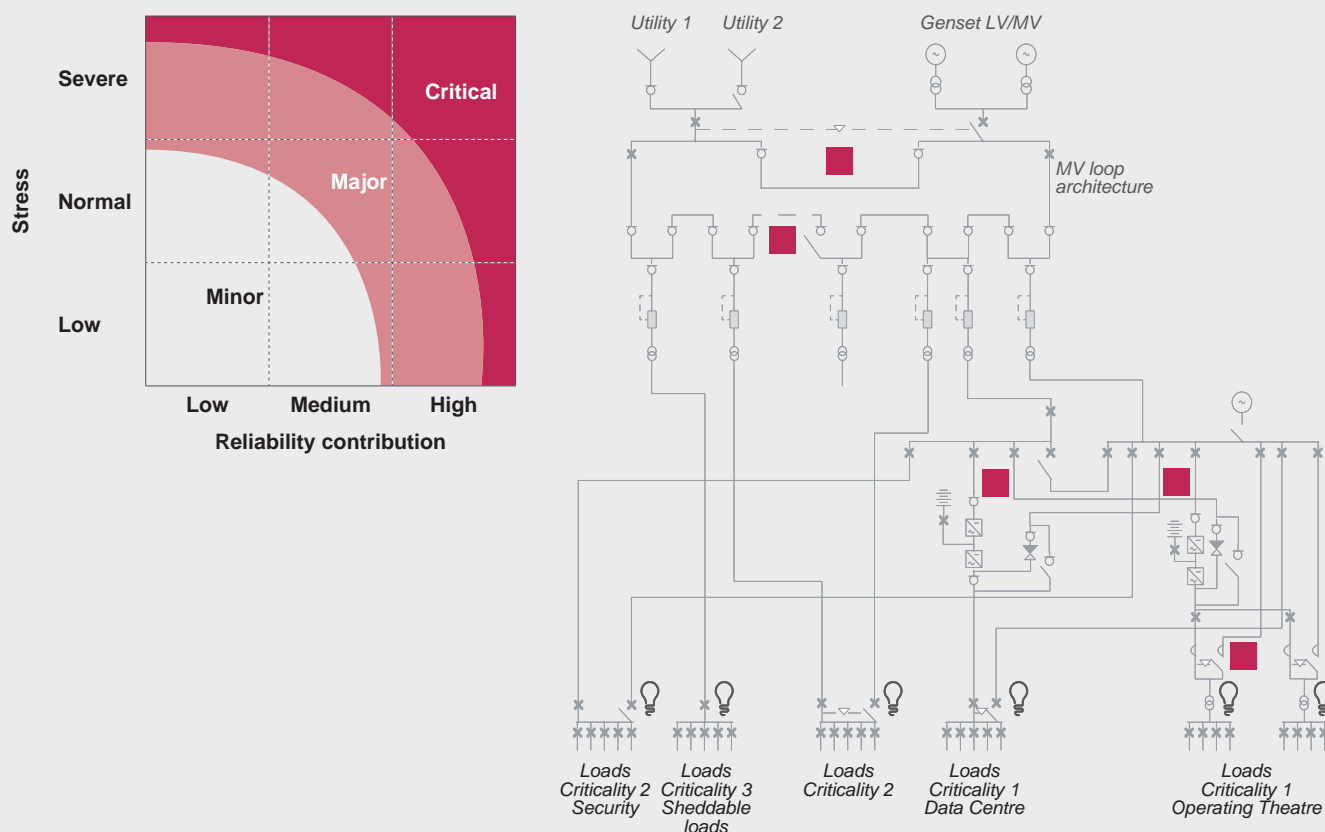 Stress
Severe
Normal
Low
Critical
Major
Minor
Low
Medium
High
Reliability contribution
Utility 1
Utility 2
Genset LV/MV
MV loop
architecture
Loads
Criticality 2
Security
Loads
Criticality 3
Sheddable
loads
Loads
Criticality 2
Loads
Criticality 1
Data Centre
Loads
Criticality 1
Operating Theatre